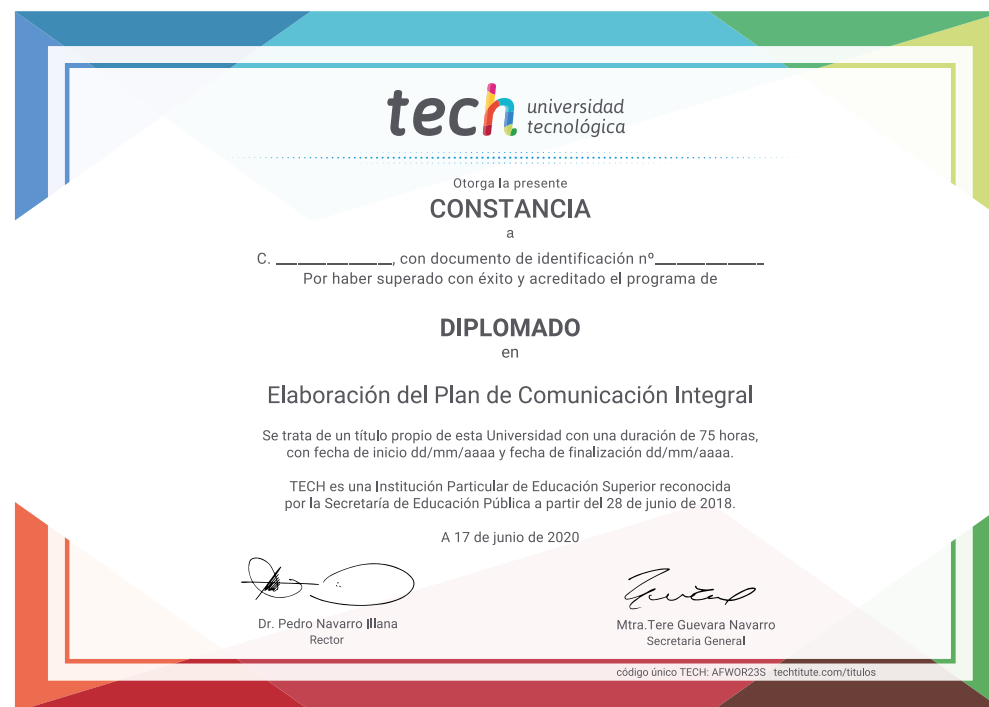 tech universidad
tecnológica
Otorga la presente
CONSTANCIA
a
C. ______________, con documento de identificación nº_____________
Por haber superado con éxito y acreditado el programa de
DIPLOMADO
en
Elaboración del Plan de Comunicación Integral
Se trata de un título propio de esta Universidad con una duración de 75 horas,
con fecha de inicio dd/mm/aaaa y fecha de finalización dd/mm/aaaa.
TECH es una Institución Particular de Educación Superior reconocida
por la Secretaría de Educación Pública a partir del 28 de junio de 2018.
A 17 de junio de 2020
Dr. Pedro Navarro Illana
Rector
Mtra.Tere Guevara Navarro
Secretaria General
código único TECH: AFWOR23S techtitute.com/titulos